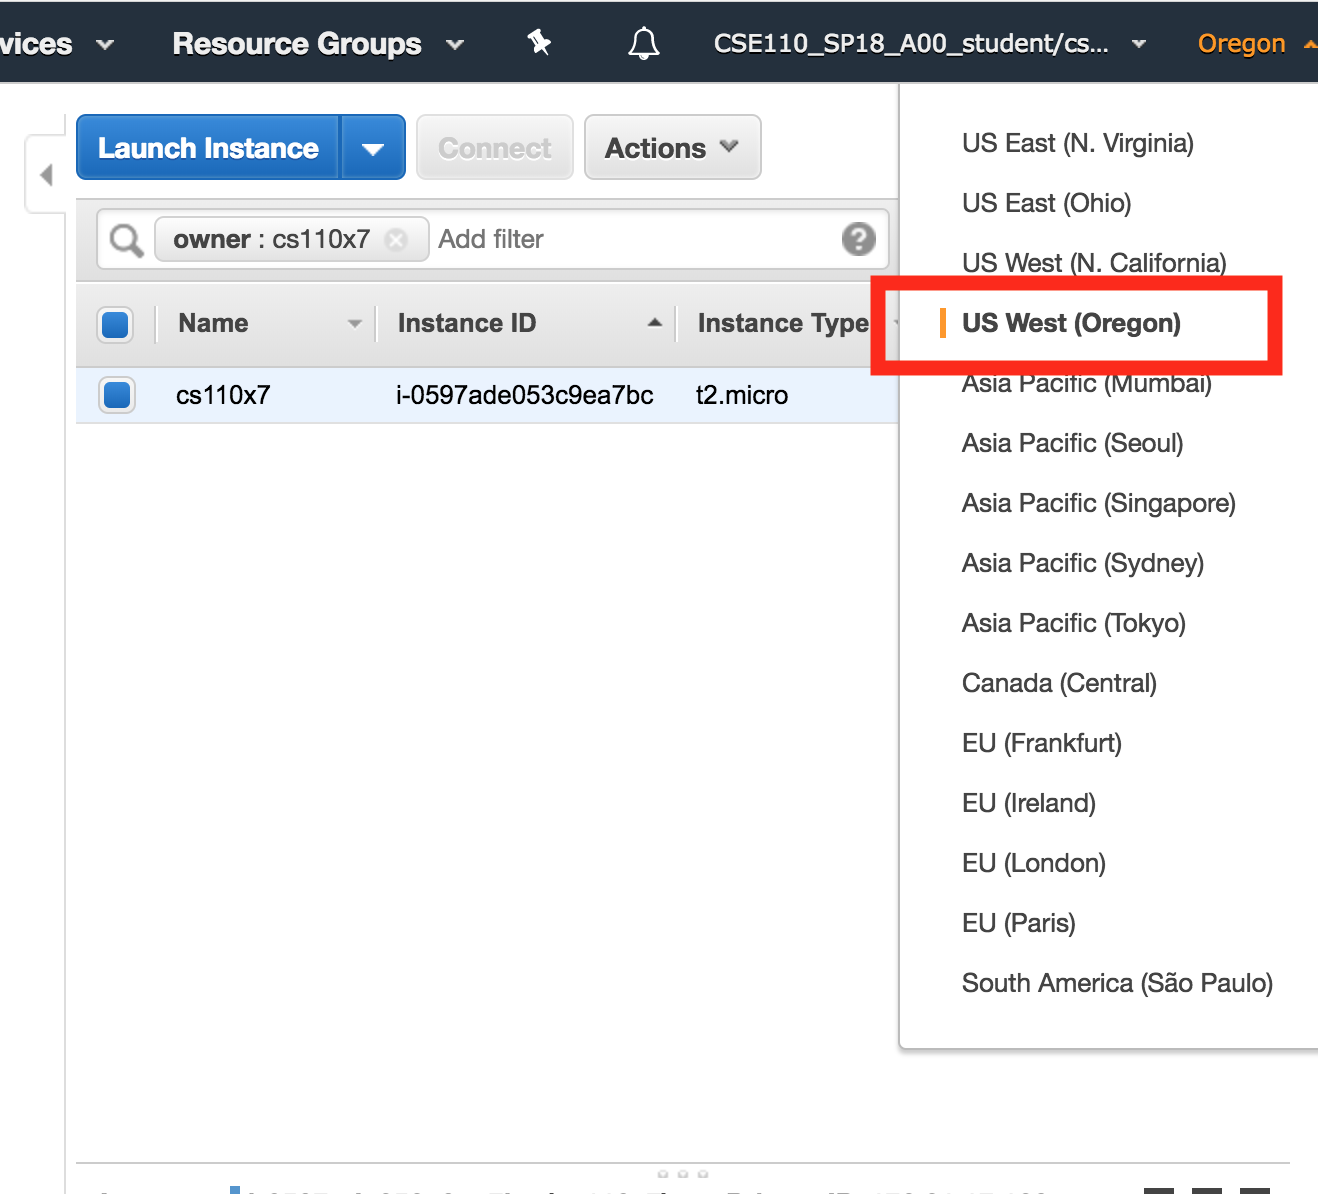 vices Resource Groups CSE110_SP18_A00_student/cs... Oregon
Launch Instance Connect Actions
owner : cs110x7 Add filter ?
Name Instance ID Instance Type
cs110x7 i-0597ade053c9ea7bc t2.micro
US East (N. Virginia)
US East (Ohio)
US West (N. California)
US West (Oregon)
Asia Pacific (Mumbai)
Asia Pacific (Seoul)
Asia Pacific (Singapore)
Asia Pacific (Sydney)
Asia Pacific (Tokyo)
Canada (Central)
EU (Frankfurt)
EU (Ireland)
EU (London)
EU (Paris)
South America (São Paulo)